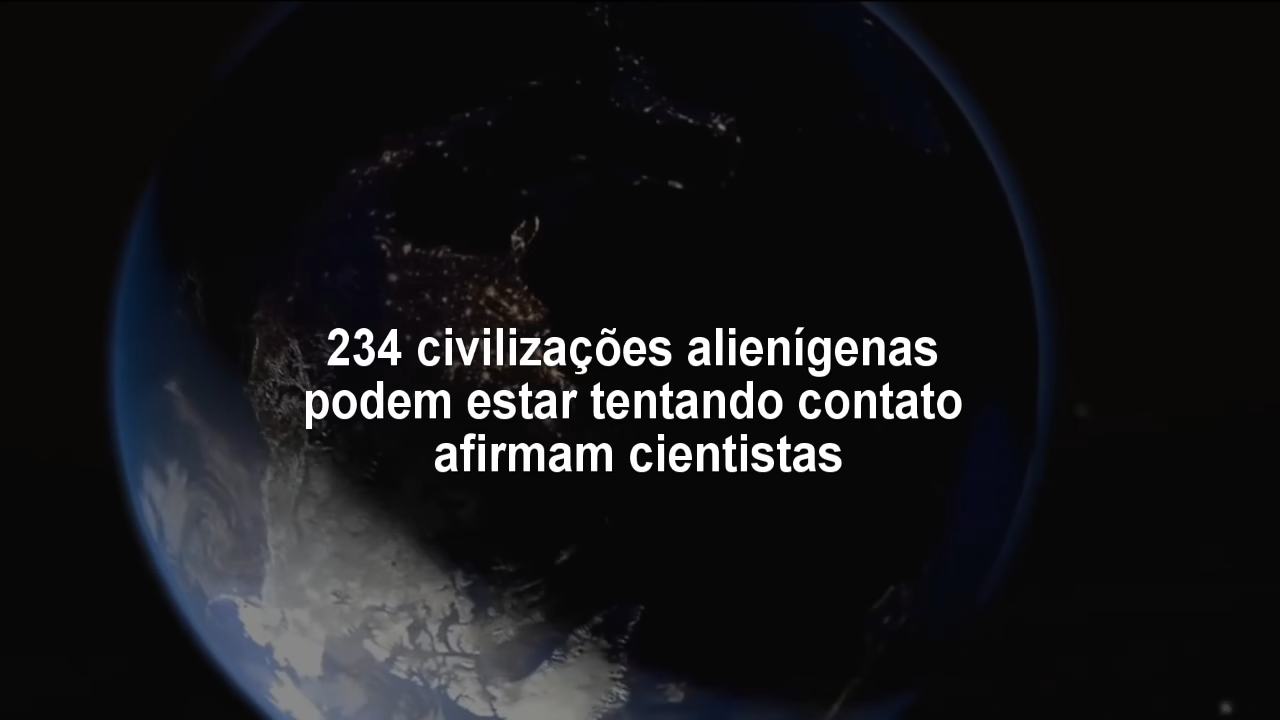 234 civilizações alienígenas
podem estar tentando contato
afirmam cientistas